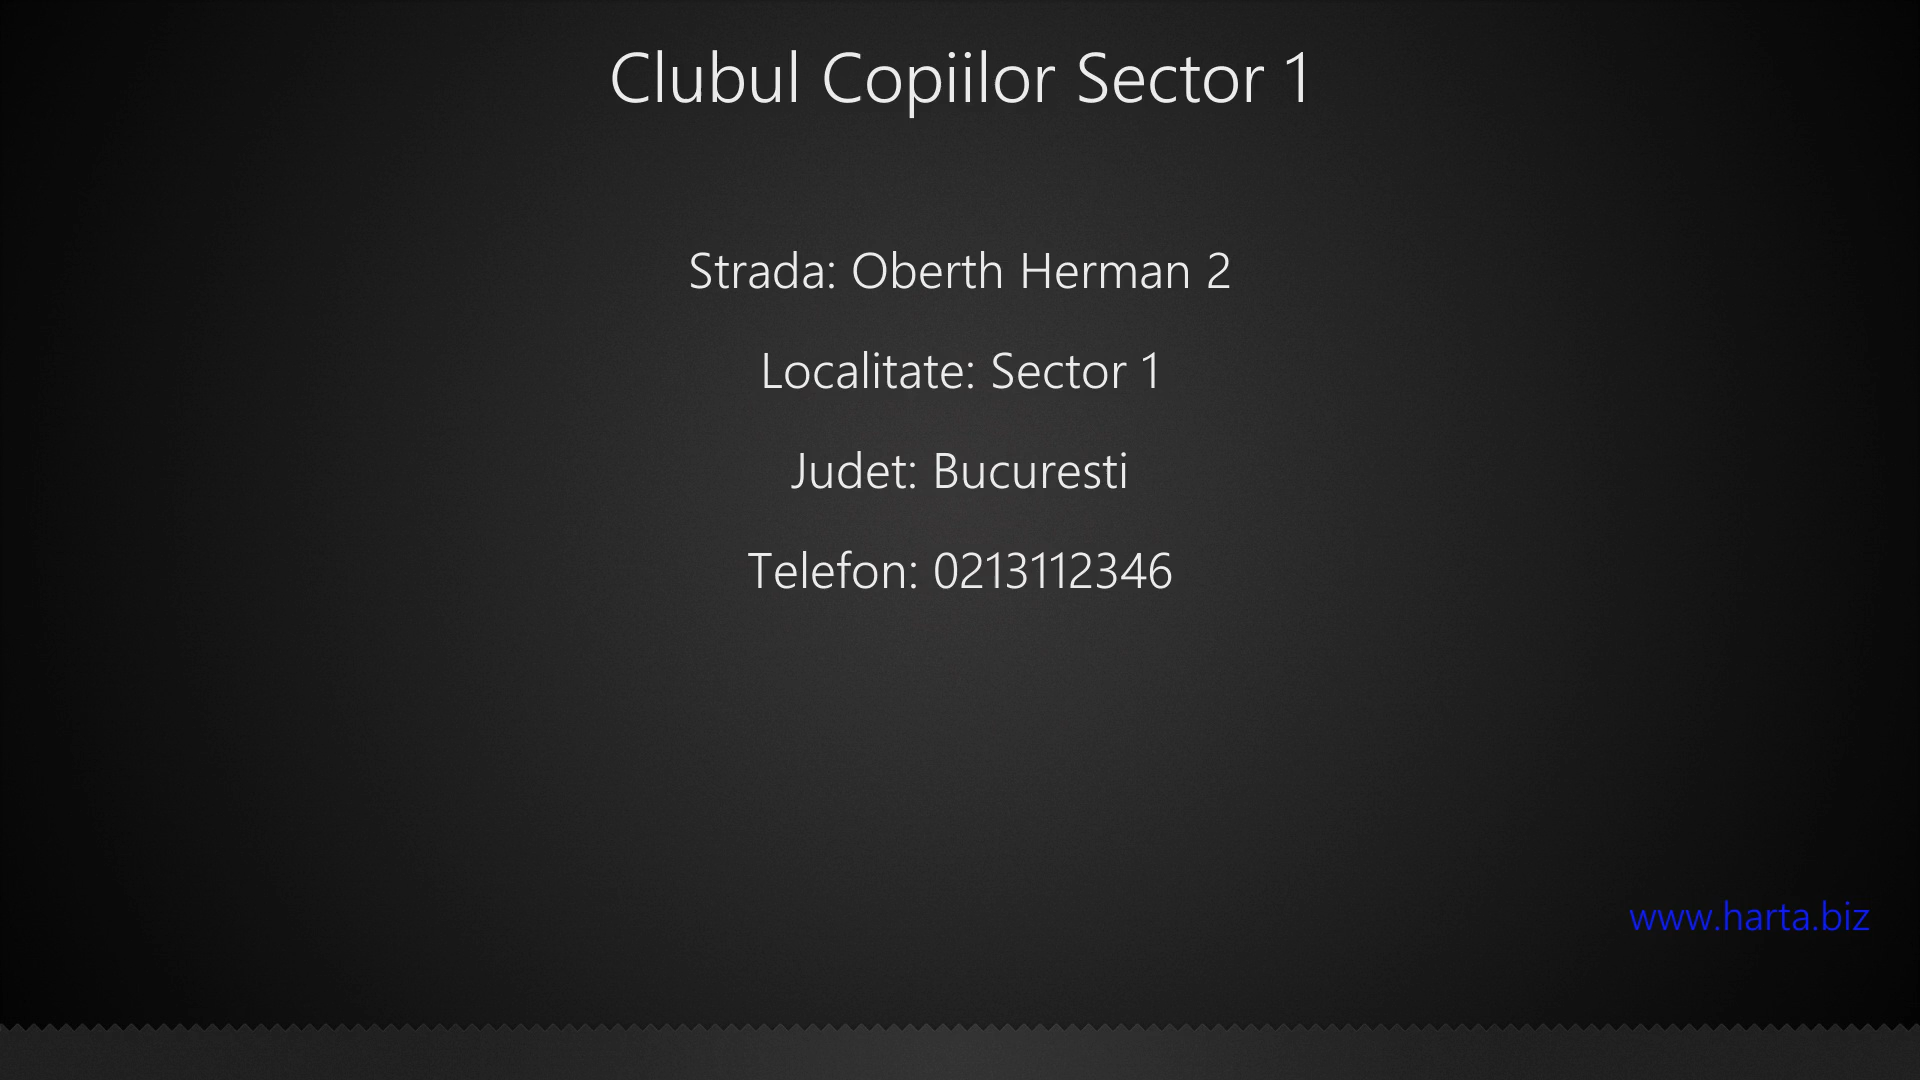 Clubul Copiilor Sector 1
Strada: Oberth Herman 2
Localitate: Sector 1
Judet: Bucuresti
Telefon: 0213112346
www.harta.biz